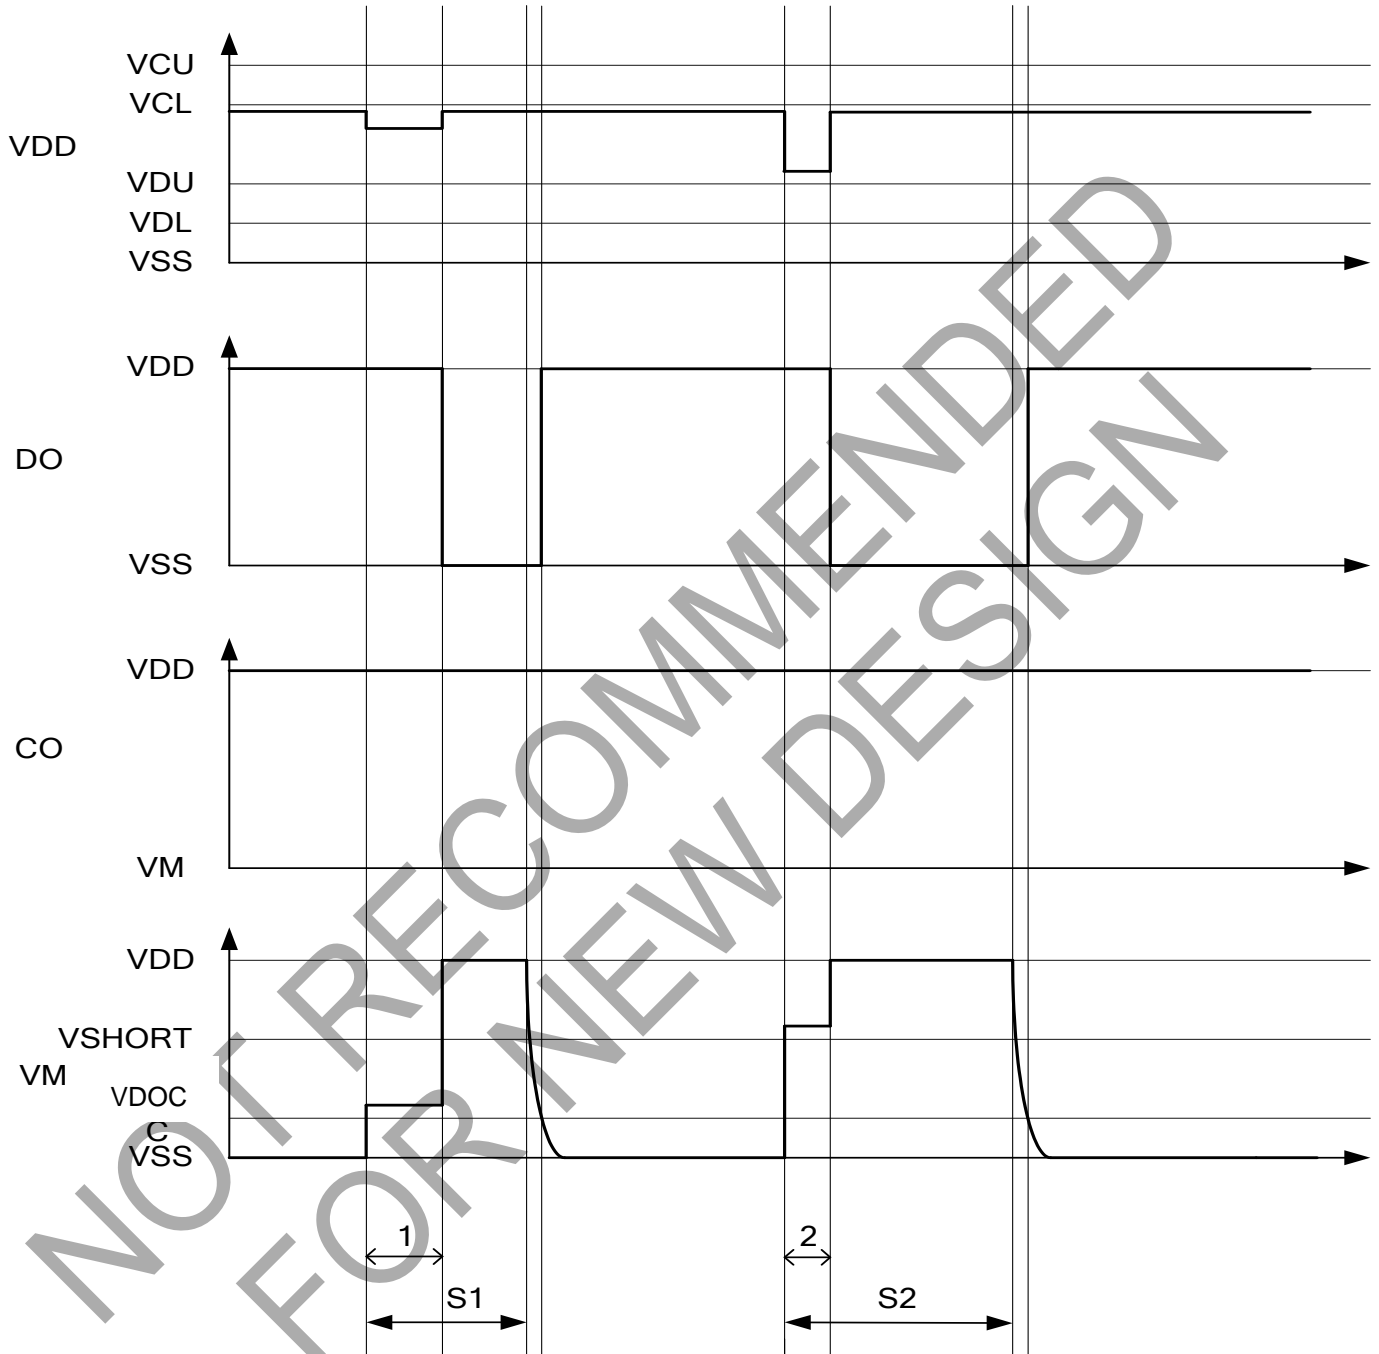 VCU
VCL
VDD
VDU
VDL
VSS
VDD
DO
VSS
VDD
CO
VM
VDD
VSHORT
VM
VDOC
C
VSS
1
2
S1
S2
NOT RECOMMENDED
FOR NEW DESIGN